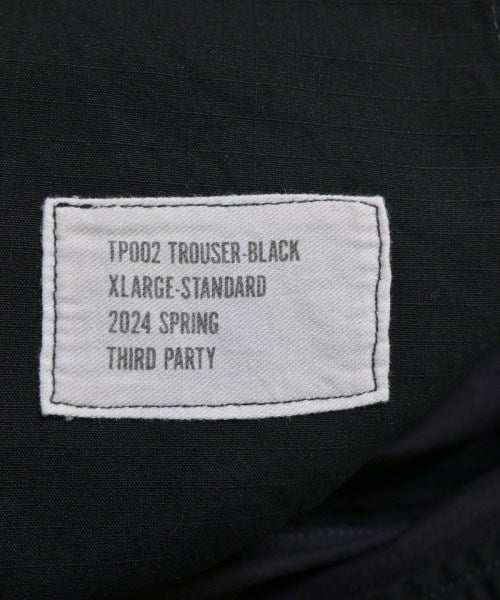 TP002 TROUSER-BLACK
XLARGE-STANDARD
2024 SPRING
THIRD PARTY